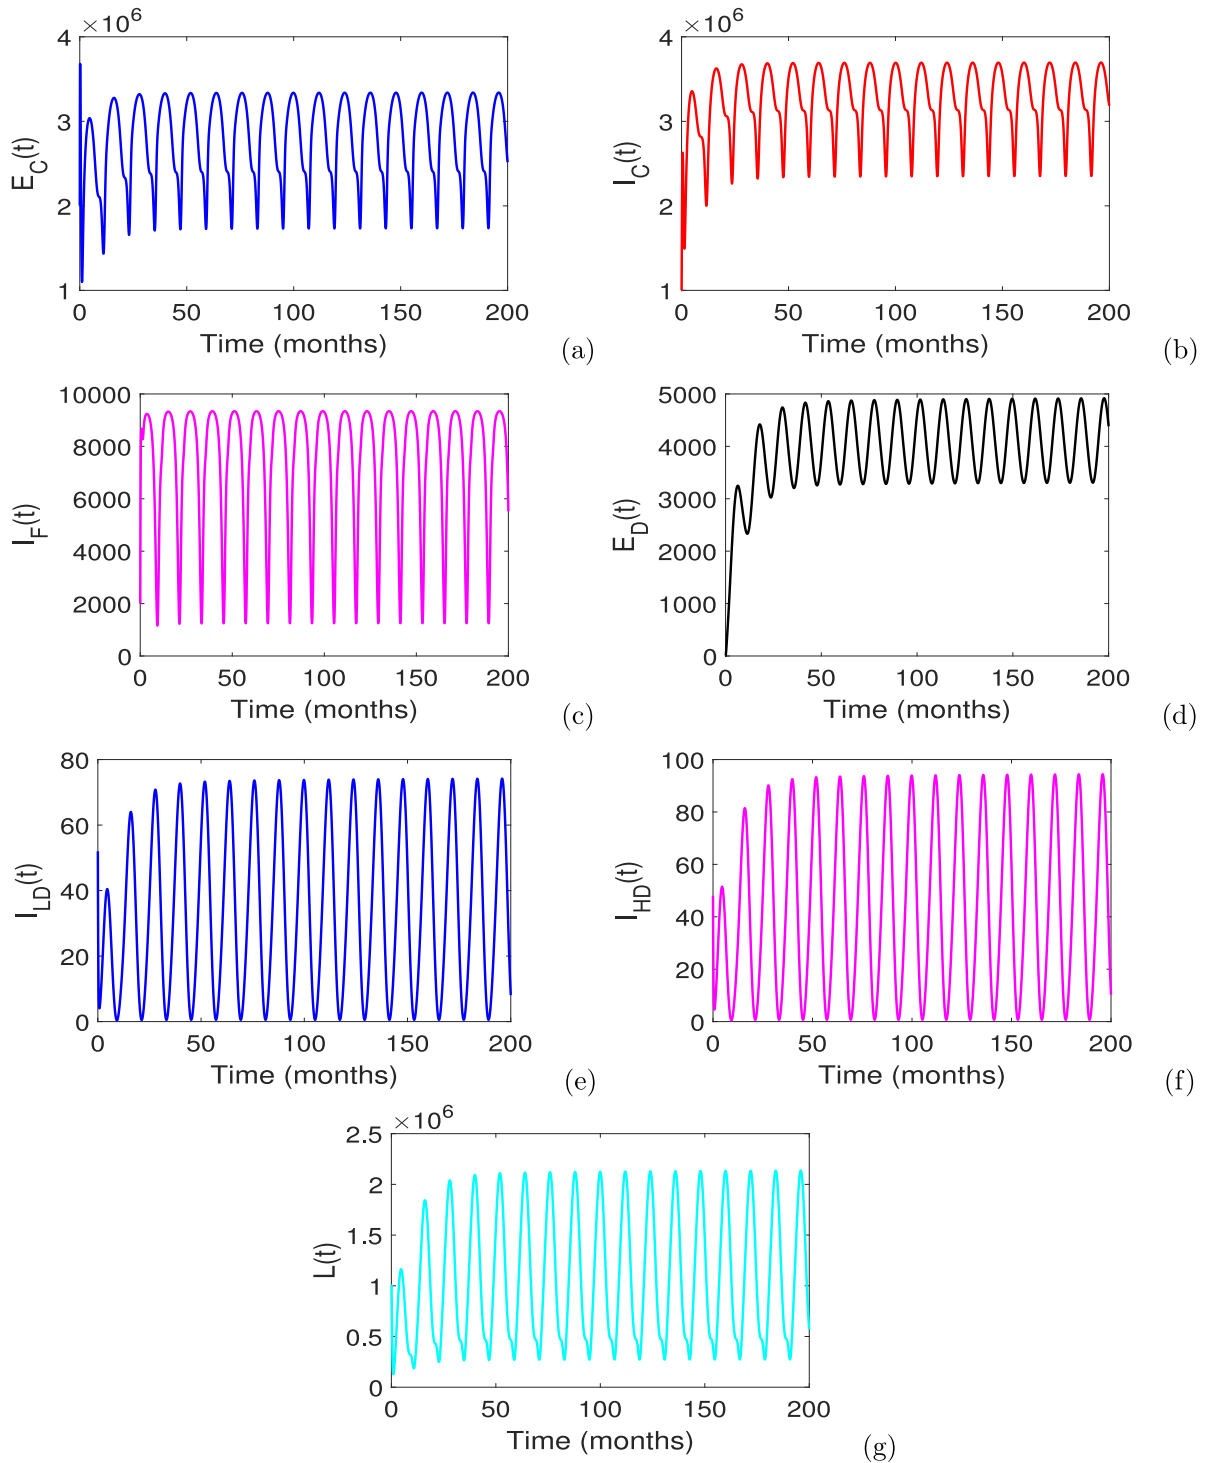 ×10^6
4
3
2
1
E_C(t)
0 50 100 150 200
Time (months)
(a)
×10^6
4
3
2
1
I_C(t)
0 50 100 150 200
Time (months)
(b)
10000
8000
6000
4000
2000
0
I_F(t)
0 50 100 150 200
Time (months)
(c)
5000
4000
3000
2000
1000
0
E_D(t)
0 50 100 150 200
Time (months)
(d)
80
60
40
20
0
I_LD(t)
0 50 100 150 200
Time (months)
(e)
100
80
60
40
20
0
I_HD(t)
0 50 100 150 200
Time (months)
(f)
×10^6
2.5
2
1.5
1
0.5
0
L(t)
0 50 100 150 200
Time (months)
(g)